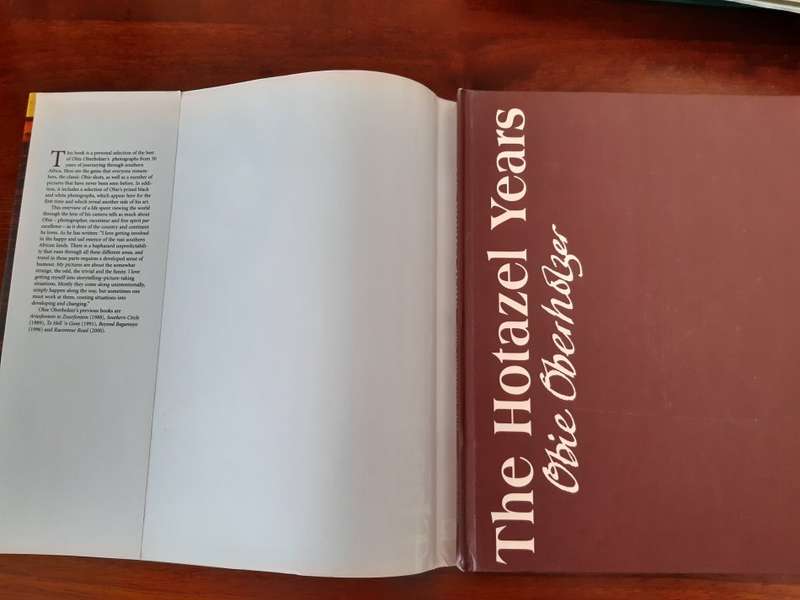 This book is a personal selection of the best
of Obie Oberholzer's photographs from 30
years of journeying through southern
Africa. Here are the gems that everyone remem-
bers, the classic Obie shots, as well as a number of
pictures that have never been seen before. In addi-
tion, it includes a selection of Obie's prized black
and white photographs, which appear here for the
first time and which reveal another side of his art.
This overview of a life spent viewing the world
through the lens of his camera tells as much about
Obie – photographer, raconteur and free spirit par
excellence – as it does of the country and continent
he loves. As he has written: "I love getting involved
in the happy and sad essence of the vast southern
African lands. There is a haphazard unpredictabili-
ty that runs through all these different areas, and
travel in these parts requires a developed sense of
humour. My pictures are about the somewhat
strange, the odd, the trivial and the funny. I love
getting myself into storytelling-picture-taking
situations. Mostly they come along unintentionally,
simply happen along the way, but sometimes one
must work at them, coaxing situations into
developing and changing."
Obie Oberholzer's previous books are
Ariesfontein to Zuurfontein (1988), Southern Circle
(1989), To Hell 'n Gone (1991), Beyond Bagamoyo
(1996) and Raconteur Road (2000).
The Hotazel Years
Obie Oberholzer